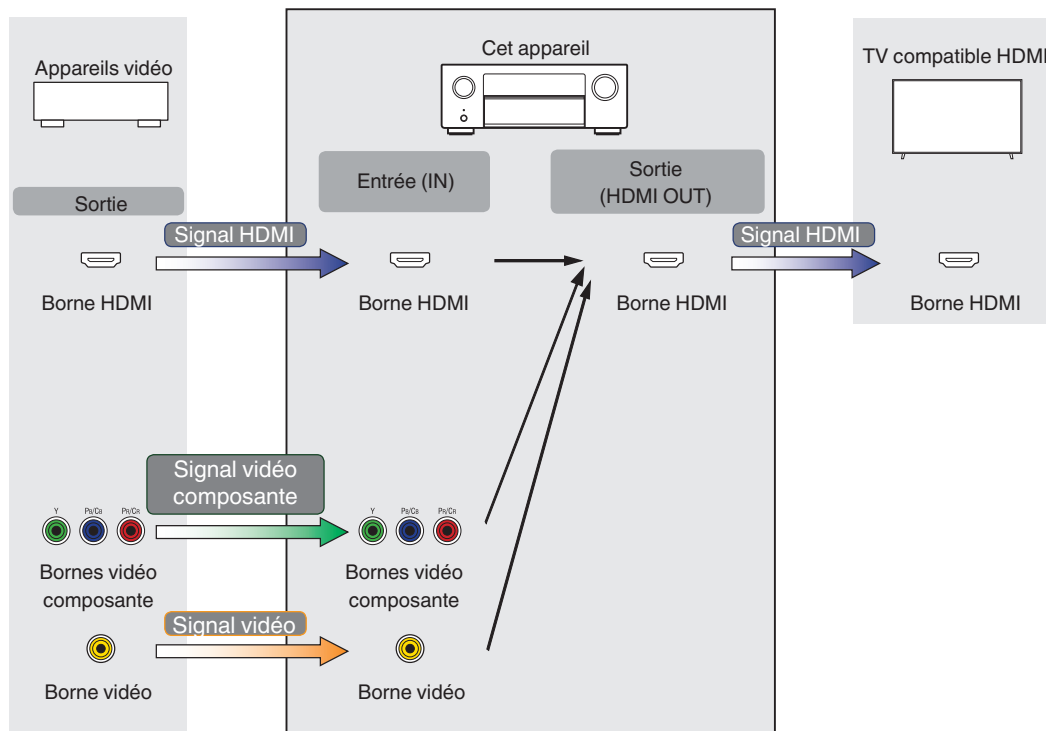 Cet appareil
Appareils vidéo
TV compatible HDMI
Entrée (IN)
Sortie
(HDMI OUT)
Sortie
Signal HDMI
Signal HDMI
Borne HDMI
Borne HDMI
Borne HDMI
Borne HDMI
Signal vidéo
composante
Y PB/CB PR/CR
Y PB/CB PR/CR
Bornes vidéo
composante
Bornes vidéo
composante
Signal vidéo
Borne vidéo
Borne vidéo